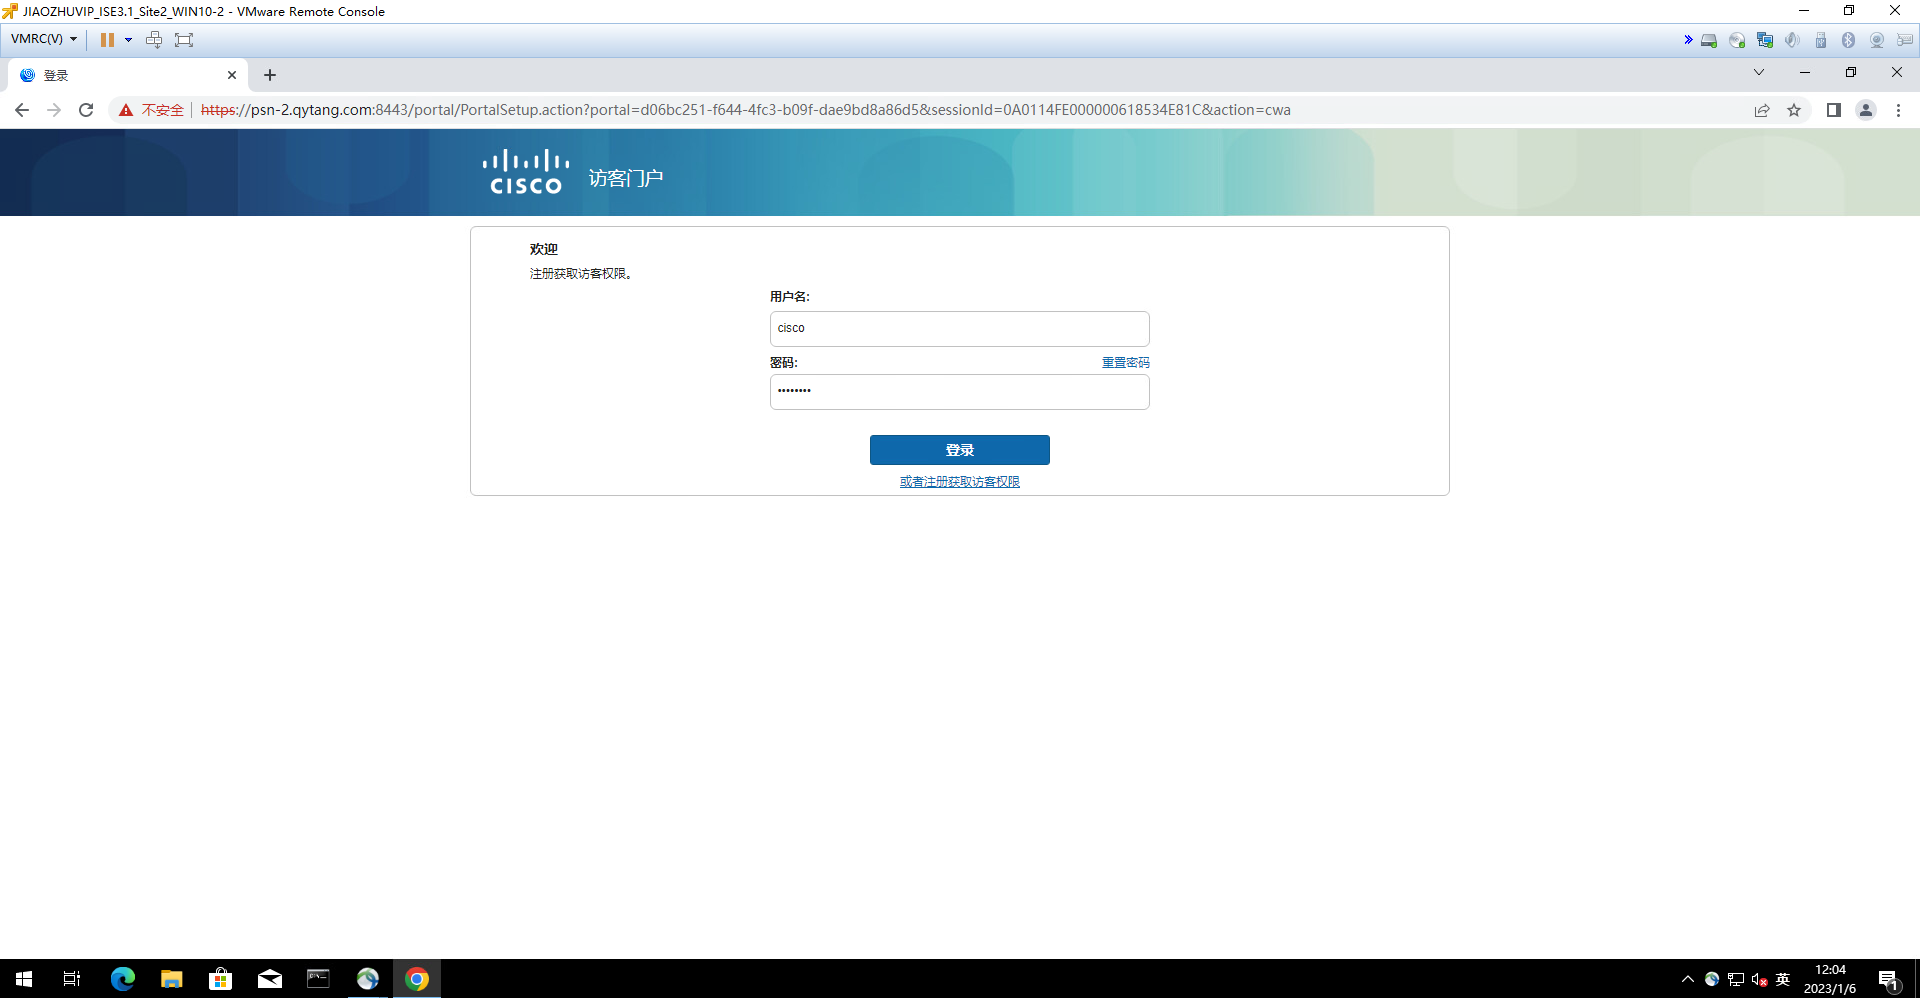 JIAOZHUVIP_ISE3.1_Site2_WIN10-2 - VMware Remote Console
VMRC(V)
登录
不安全 https://psn-2.qytang.com:8443/portal/PortalSetup.action?portal=d06bc251-f644-4fc3-b09f-dae9bd8a86d5&sessionId=0A0114FE000000618534E81C&action=cwa
CISCO 访客门户
欢迎
注册获取访客权限。
用户名:
cisco
密码: 重置密码
登录
或者注册获取访客权限
英
12:04
2023/1/6
1